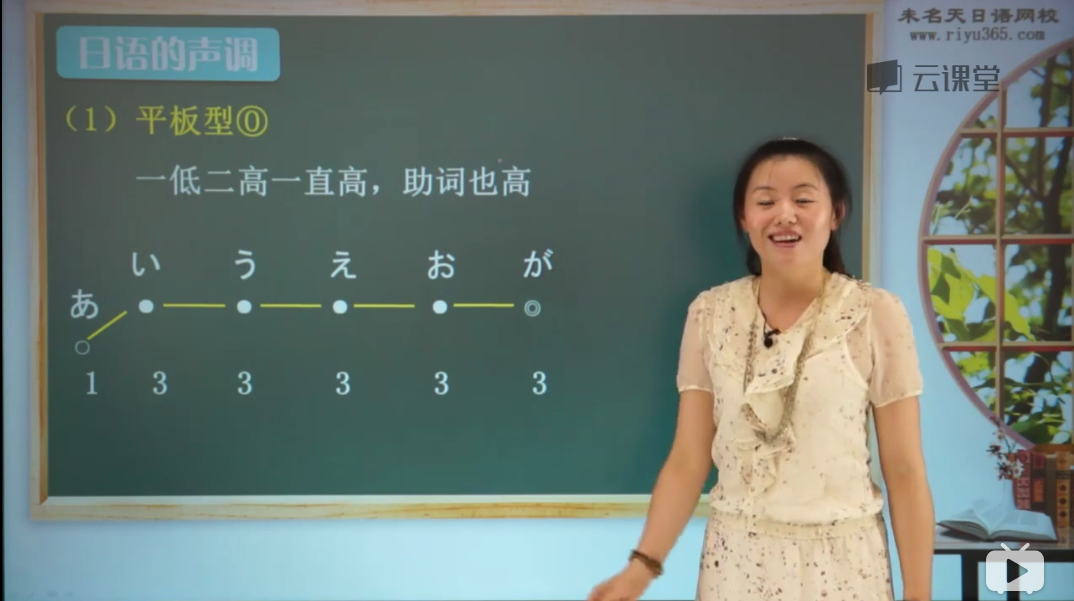 未名天日语网校
www.riyu365.com
云课堂
日语的声调
（1）平板型⓪
一低二高一直高，助词也高
あ い う え お が
1 3 3 3 3 3